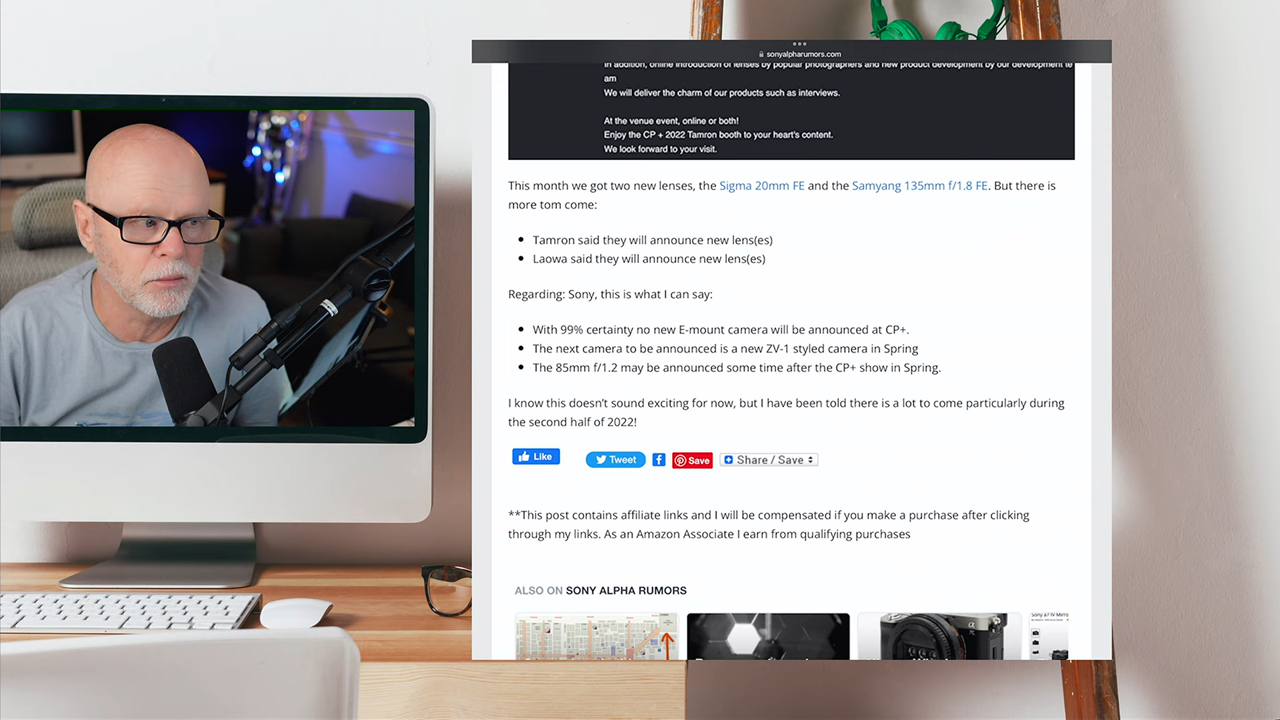 sonyalpharumors.com
In addition, online introduction of lenses by popular photographers and new product development by our development te
am
We will deliver the charm of our products such as interviews.
At the venue event, online or both!
Enjoy the CP + 2022 Tamron booth to your heart's content.
We look forward to your visit.
This month we got two new lenses, the Sigma 20mm FE and the Samyang 135mm f/1.8 FE. But there is
more tom come:
Tamron said they will announce new lens(es)
Laowa said they will announce new lens(es)
Regarding: Sony, this is what I can say:
With 99% certainty no new E-mount camera will be announced at CP+.
The next camera to be announced is a new ZV-1 styled camera in Spring
The 85mm f/1.2 may be announced some time after the CP+ show in Spring.
I know this doesn't sound exciting for now, but I have been told there is a lot to come particularly during
the second half of 2022!
Like Tweet Save Share / Save
**This post contains affiliate links and I will be compensated if you make a purchase after clicking
through my links. As an Amazon Associate I earn from qualifying purchases
ALSO ON SONY ALPHA RUMORS